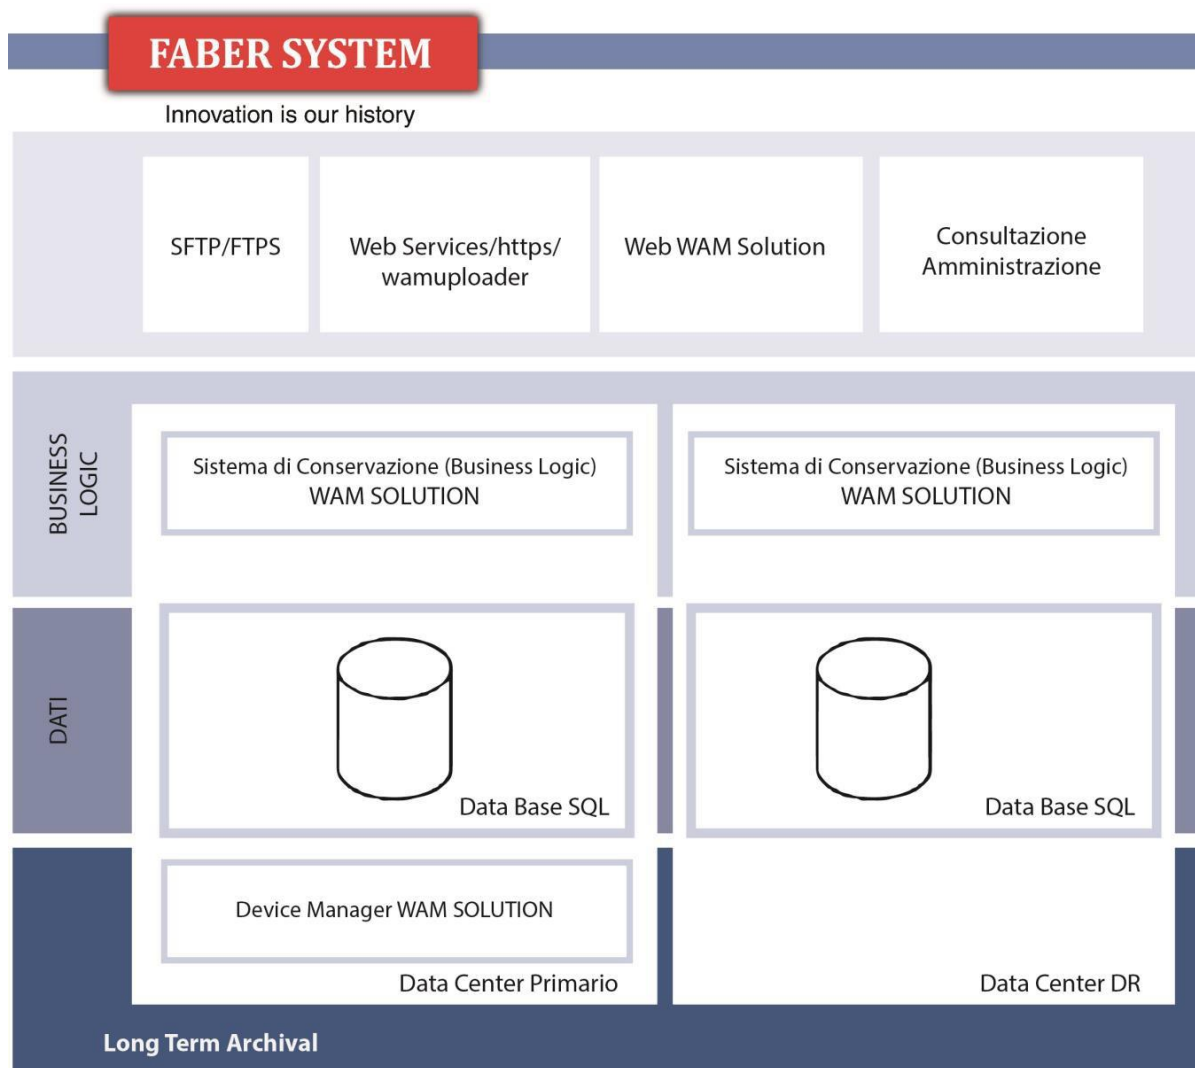 FABER SYSTEM
Innovation is our history
SFTP/FTPS
Web Services/https/
wamuploader
Web WAM Solution
Consultazione
Amministrazione
BUSINESS
LOGIC
Sistema di Conservazione (Business Logic)
WAM SOLUTION
Sistema di Conservazione (Business Logic)
WAM SOLUTION
DATI
Data Base SQL
Data Base SQL
Device Manager WAM SOLUTION
Data Center Primario
Data Center DR
Long Term Archival